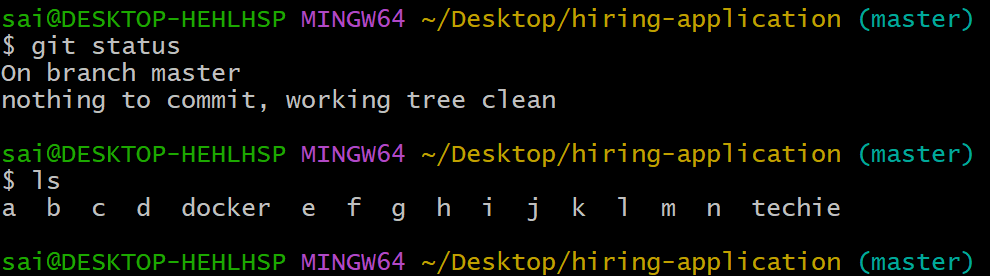 sai@DESKTOP-HEHLHSP MINGW64 ~/Desktop/hiring-application (master)
$ git status
On branch master
nothing to commit, working tree clean
sai@DESKTOP-HEHLHSP MINGW64 ~/Desktop/hiring-application (master)
$ ls
a b c d docker e f g h i j k l m n techie
sai@DESKTOP-HEHLHSP MINGW64 ~/Desktop/hiring-application (master)